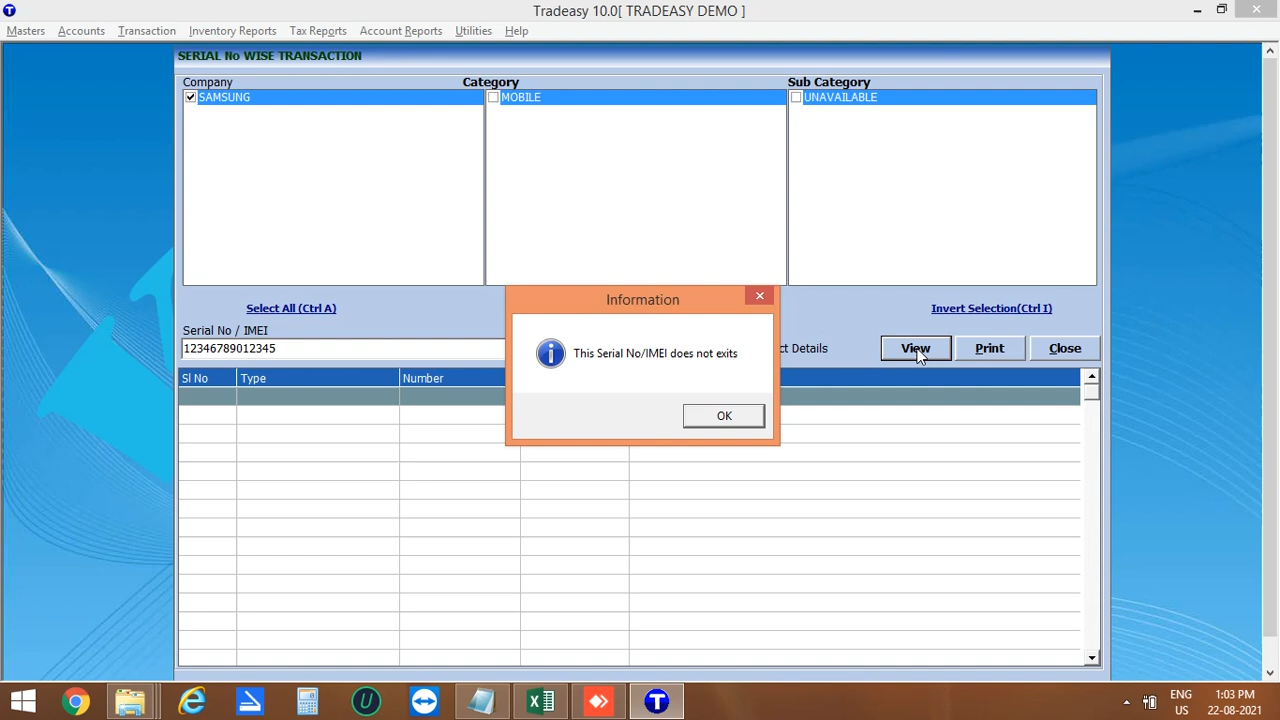 Tradeasy 10.0[ TRADEASY DEMO ]
Masters Accounts Transaction Inventory Reports Tax Reports Account Reports Utilities Help
SERIAL No WISE TRANSACTION
Company Category Sub Category
SAMSUNG MOBILE UNAVAILABLE
Information
Select All (Ctrl A) Invert Selection(Ctrl I)
Serial No / IMEI
12346789012345 ct Details View Print Close
This Serial No/IMEI does not exits
Sl No Type Number
OK
ENG 1:03 PM
US 22-08-2021